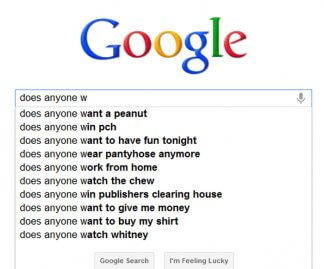 Google
does anyone w
does anyone want a peanut
does anyone win pch
does anyone want to have fun tonight
does anyone wear pantyhose anymore
does anyone work from home
does anyone watch the chew
does anyone win publishers clearing house
does anyone want to give me money
does anyone want to buy my shirt
does anyone watch whitney
Google Search I'm Feeling Lucky